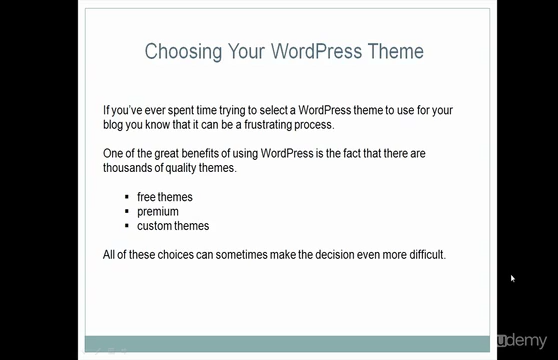 Choosing Your WordPress Theme
If you've ever spent time trying to select a WordPress theme to use for your
blog you know that it can be a frustrating process.
One of the great benefits of using WordPress is the fact that there are
thousands of quality themes.
▪ free themes
▪ premium
▪ custom themes
All of these choices can sometimes make the decision even more difficult.
udemy